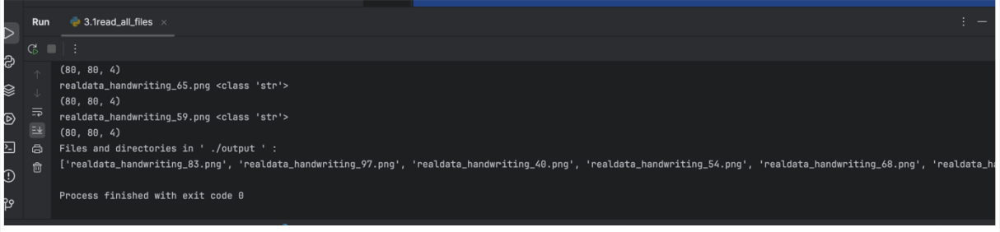 Run 3.1read_all_files
(80, 80, 4)
realdata_handwriting_65.png <class 'str'>
(80, 80, 4)
realdata_handwriting_59.png <class 'str'>
(80, 80, 4)
Files and directories in ' ./output ' :
['realdata_handwriting_83.png', 'realdata_handwriting_97.png', 'realdata_handwriting_40.png', 'realdata_handwriting_54.png', 'realdata_handwriting_68.png', 'realdata_ha
Process finished with exit code 0